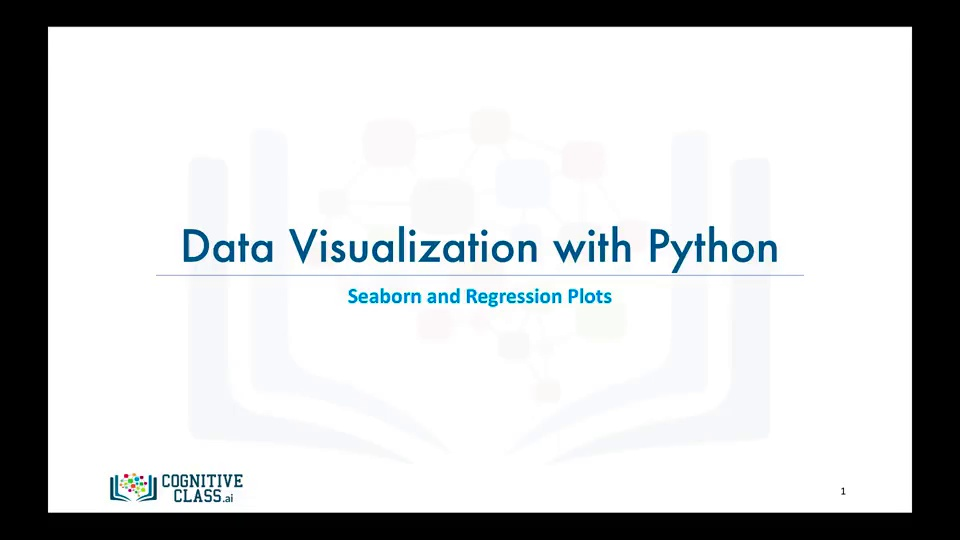 Data Visualization with Python
Seaborn and Regression Plots
COGNITIVE
CLASS.ai
1